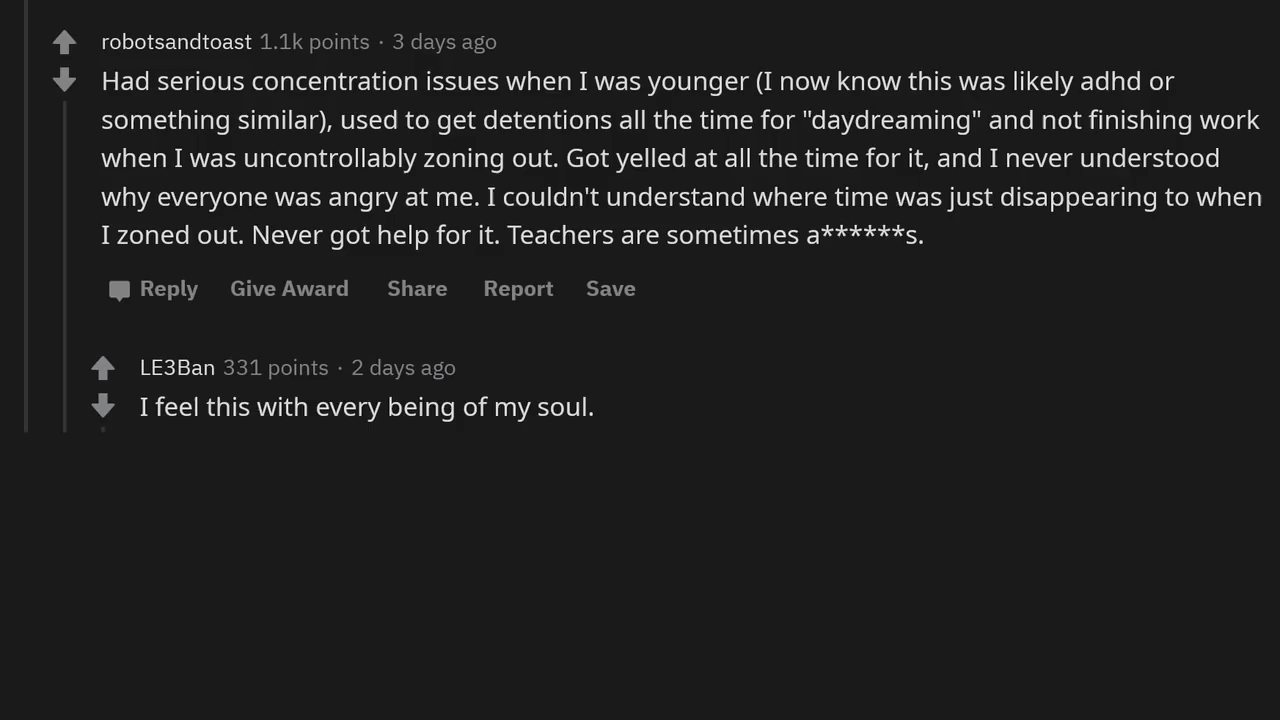 robotsandtoast 1.1k points · 3 days ago
Had serious concentration issues when I was younger (I now know this was likely adhd or
something similar), used to get detentions all the time for "daydreaming" and not finishing work
when I was uncontrollably zoning out. Got yelled at all the time for it, and I never understood
why everyone was angry at me. I couldn't understand where time was just disappearing to when
I zoned out. Never got help for it. Teachers are sometimes a******s.
Reply Give Award Share Report Save
LE3Ban 331 points · 2 days ago
I feel this with every being of my soul.